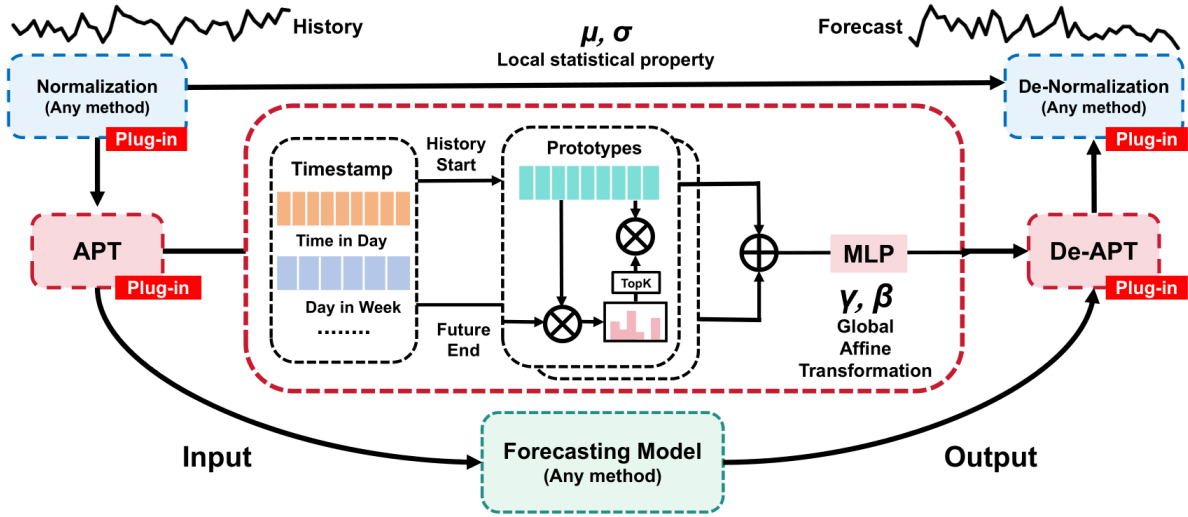 History
μ, σ
Local statistical property
Forecast
Normalization
(Any method)
Plug-in
De-Normalization
(Any method)
Plug-in
Timestamp
Time in Day
Day in Week
........
History
Start
Future
End
Prototypes
TopK
MLP
γ, β
Global
Affine
Transformation
APT
Plug-in
De-APT
Plug-in
Input
Forecasting Model
(Any method)
Output